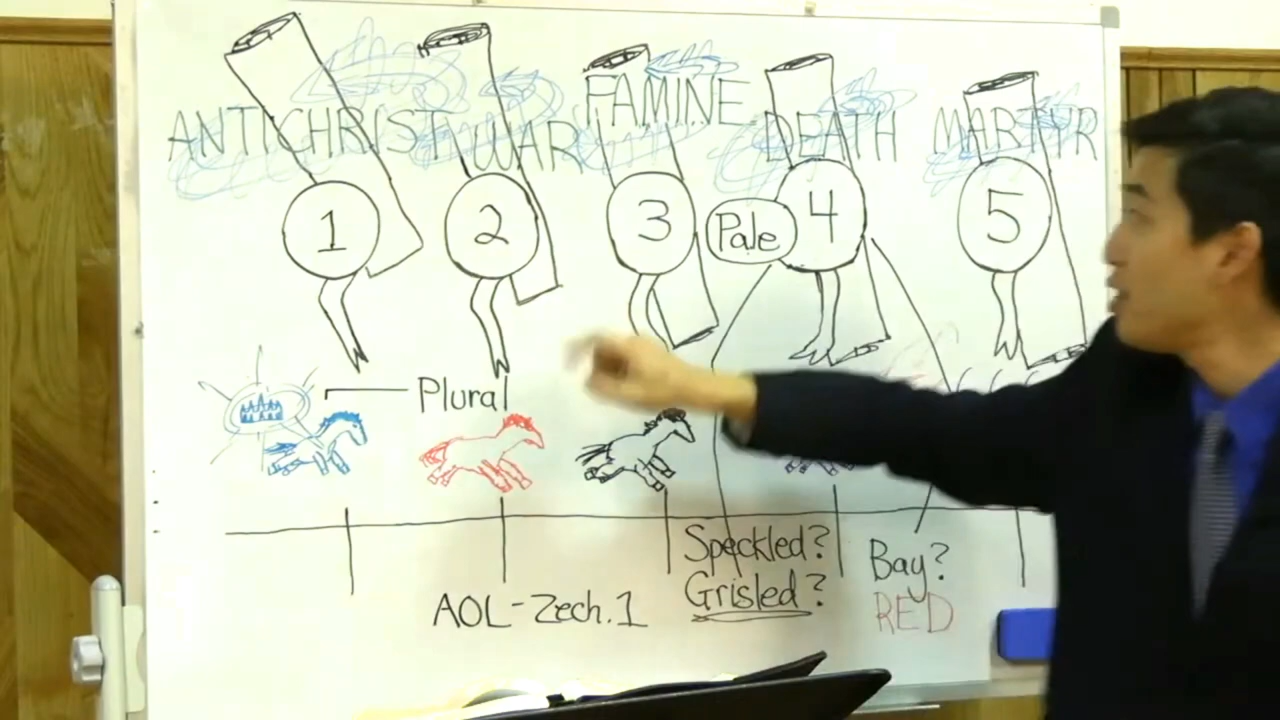 ANTICHRIST WAR FAMINE DEATH MARTYR
1 2 3 Pale 4 5
Plural
Speckled? Bay?
Grisled? RED
AOL-Zech.1